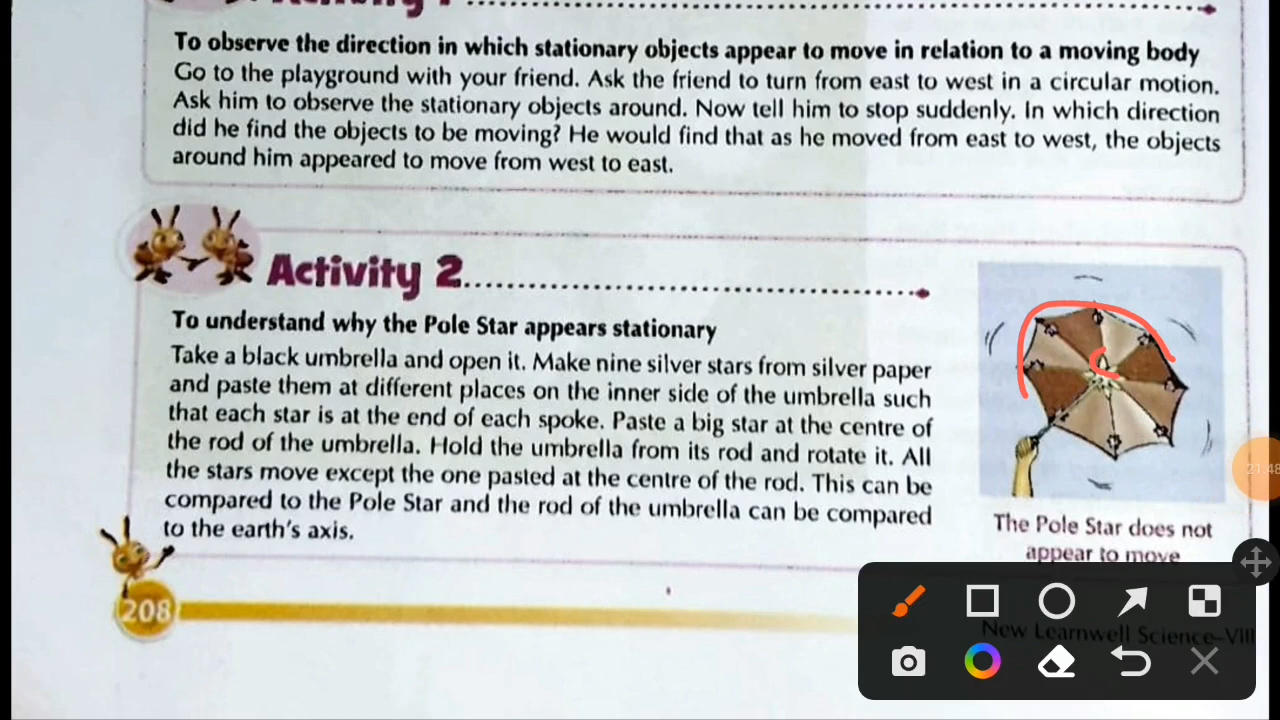 To observe the direction in which stationary objects appear to move in relation to a moving body
Go to the playground with your friend. Ask the friend to turn from east to west in a circular motion.
Ask him to observe the stationary objects around. Now tell him to stop suddenly. In which direction
did he find the objects to be moving? He would find that as he moved from east to west, the objects
around him appeared to move from west to east.
Activity 2
To understand why the Pole Star appears stationary
Take a black umbrella and open it. Make nine silver stars from silver paper
and paste them at different places on the inner side of the umbrella such
that each star is at the end of each spoke. Paste a big star at the centre of
the rod of the umbrella. Hold the umbrella from its rod and rotate it. All
the stars move except the one pasted at the centre of the rod. This can be
compared to the Pole Star and the rod of the umbrella can be compared
to the earth's axis.
The Pole Star does not
appear to move
21:48
208
New Learnwell Science–VIII